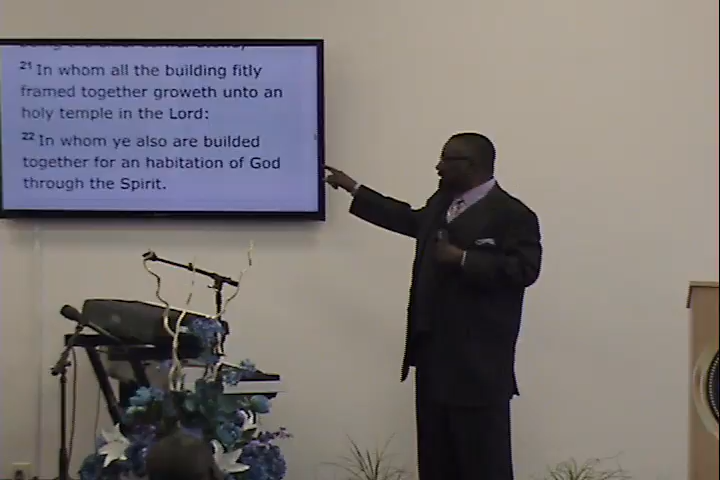 21 In whom all the building fitly
framed together groweth unto an
holy temple in the Lord:
22 In whom ye also are builded
together for an habitation of God
through the Spirit.